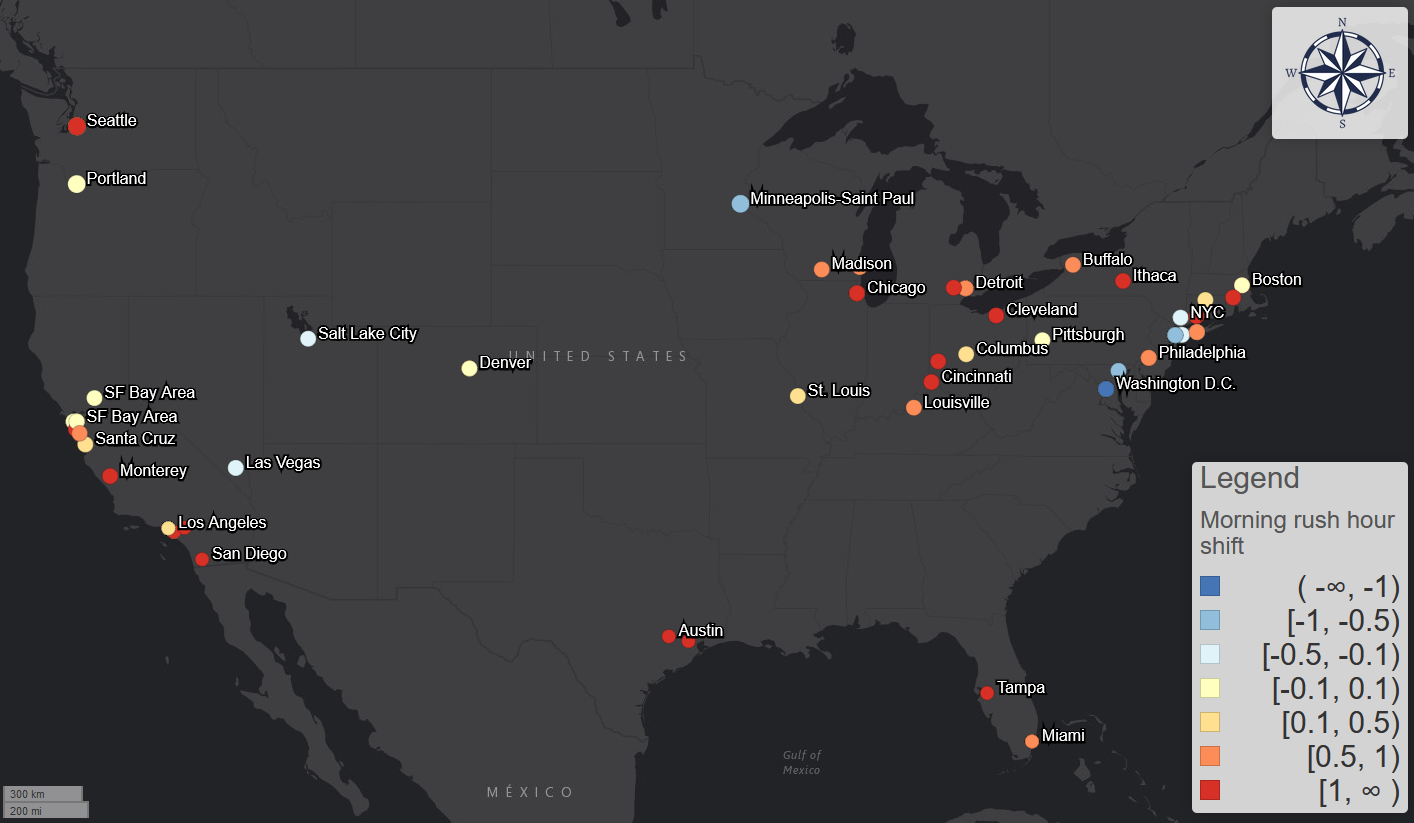 N
W E
S
Seattle
Portland
Minneapolis-Saint Paul
Madison
Chicago
Detroit
Buffalo
Ithaca
Boston
Cleveland
NYC
Salt Lake City
Denver
UNITED STATES
Columbus
Pittsburgh
Philadelphia
Cincinnati
Washington D.C.
SF Bay Area
St. Louis
Louisville
SF Bay Area
Santa Cruz
Monterey
Las Vegas
Los Angeles
San Diego
Austin
Tampa
Miami
Gulf of
Mexico
MÉXICO
300 km
200 mi
Legend
Morning rush hour
shift
( -∞, -1)
[-1, -0.5)
[-0.5, -0.1)
[-0.1, 0.1)
[0.1, 0.5)
[0.5, 1)
[1, ∞ )